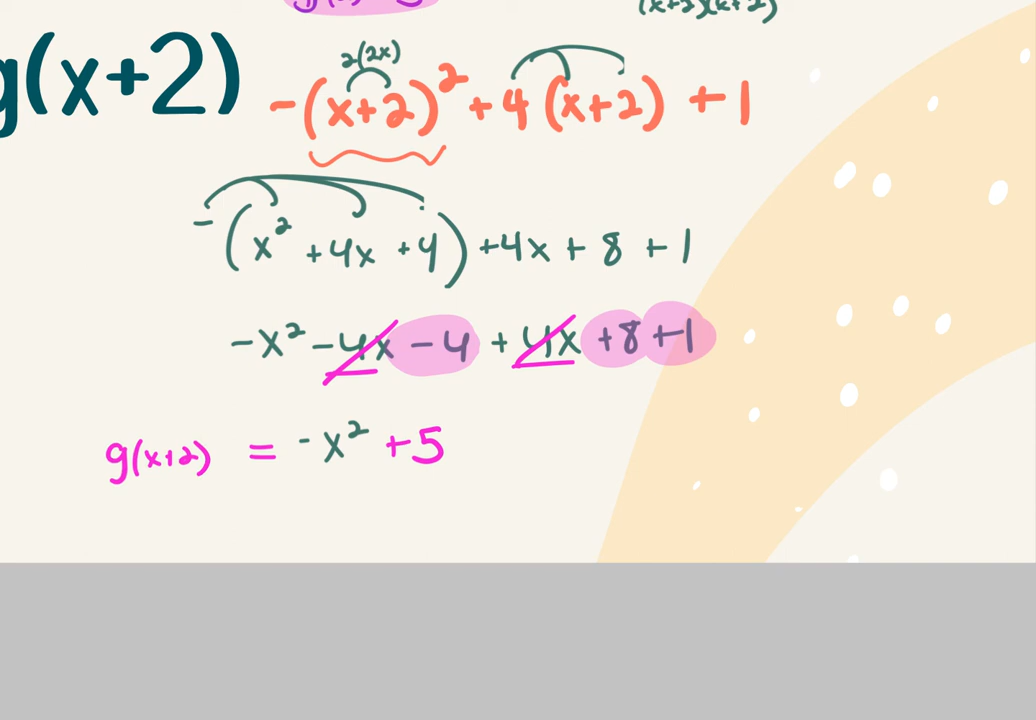 (x+2)
2(2x)
g(x+2) -(x+2)² +4(x+2) +1
-(x² +4x +4) +4x + 8 +1
-x² -4x -4 + 4x +8 +1
g(x+2) = -x² +5